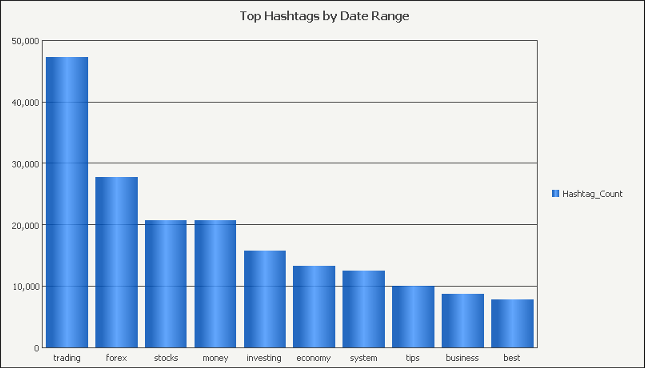 Top Hashtags by Date Range
50,000
40,000
30,000
20,000
10,000
0
trading forex stocks money investing economy system tips business best
Hashtag_Count